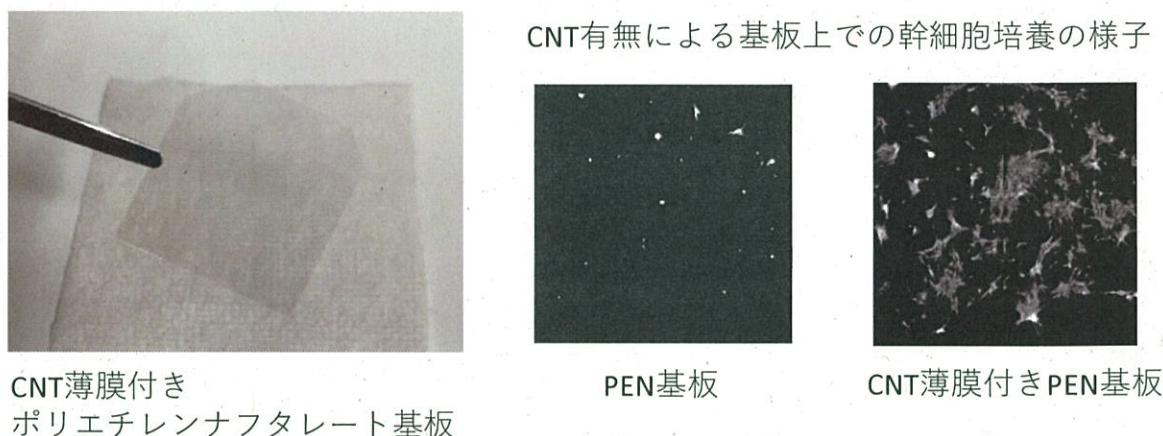 CNT有無による基板上での幹細胞培養の様子
CNT薄膜付き
ポリエチレンナフタレート基板
PEN基板
CNT薄膜付きPEN基板